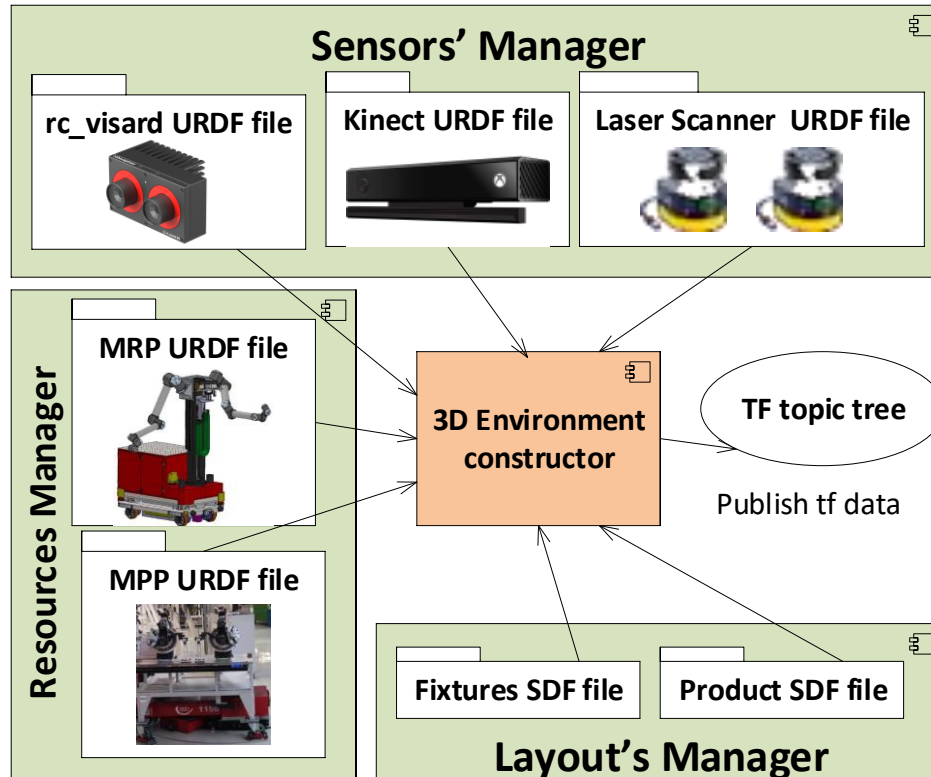 Sensors' Manager
rc_visard URDF file
Kinect URDF file
Laser Scanner URDF file
Resources Manager
MRP URDF file
MPP URDF file
3D Environment
constructor
TF topic tree
Publish tf data
Fixtures SDF file
Product SDF file
Layout's Manager